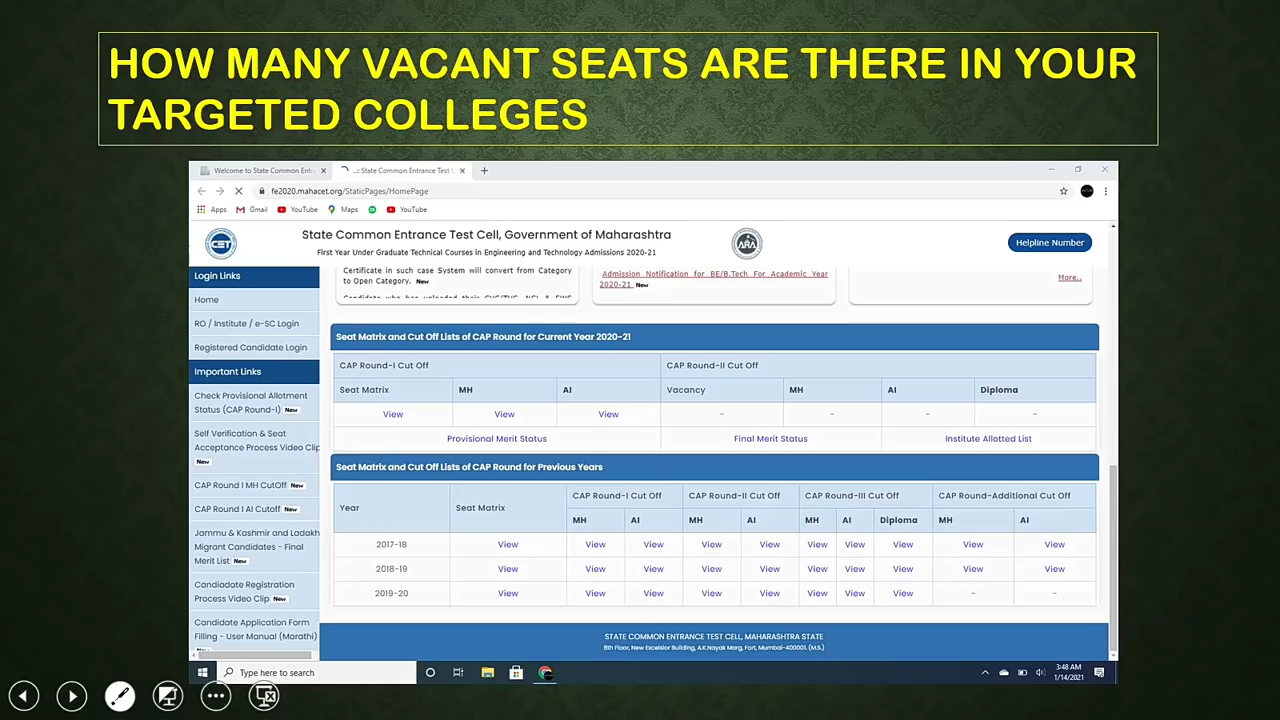 HOW MANY VACANT SEATS ARE THERE IN YOUR
TARGETED COLLEGES
Welcome to State Common Entr
..: State Common Entrance Test C
fe2020.mahacet.org/StaticPages/HomePage
Apps Gmail YouTube Maps YouTube
CET
State Common Entrance Test Cell, Government of Maharashtra
First Year Under Graduate Technical Courses in Engineering and Technology Admissions 2020-21
ARA
Helpline Number
Login Links
Home
RO / Institute / e-SC Login
Registered Candidate Login
Important Links
Check Provisional Allotment
Status (CAP Round-I) New
Self Verification & Seat
Acceptance Process Video Clip
New
CAP Round I MH CutOff New
CAP Round I AI Cutoff New
Jammu & Kashmir and Ladakh
Migrant Candidates - Final
Merit List New
Candiadate Registration
Process Video Clip New
Candidate Application Form
Filling - User Manual (Marathi)
Certificate in such case System will convert from Category
to Open Category. New
Admission Notification for BE/B.Tech For Academic Year
2020-21 New
More..
Seat Matrix and Cut Off Lists of CAP Round for Current Year 2020-21
CAP Round-I Cut Off CAP Round-II Cut Off
Seat Matrix MH AI Vacancy MH AI Diploma
View View View - - - -
Provisional Merit Status Final Merit Status Institute Allotted List
Seat Matrix and Cut Off Lists of CAP Round for Previous Years
Year Seat Matrix CAP Round-I Cut Off CAP Round-II Cut Off CAP Round-III Cut Off CAP Round-Additional Cut Off
MH AI MH AI MH AI Diploma MH AI
2017-18 View View View View View View View View View View
2018-19 View View View View View View View View View View
2019-20 View View View View View View View View - -
STATE COMMON ENTRANCE TEST CELL, MAHARASHTRA STATE
8th Floor, New Excelsior Building, A.K.Nayak Marg, Fort, Mumbai-400001. (M.S.)
Type here to search
3:48 AM
1/14/2021